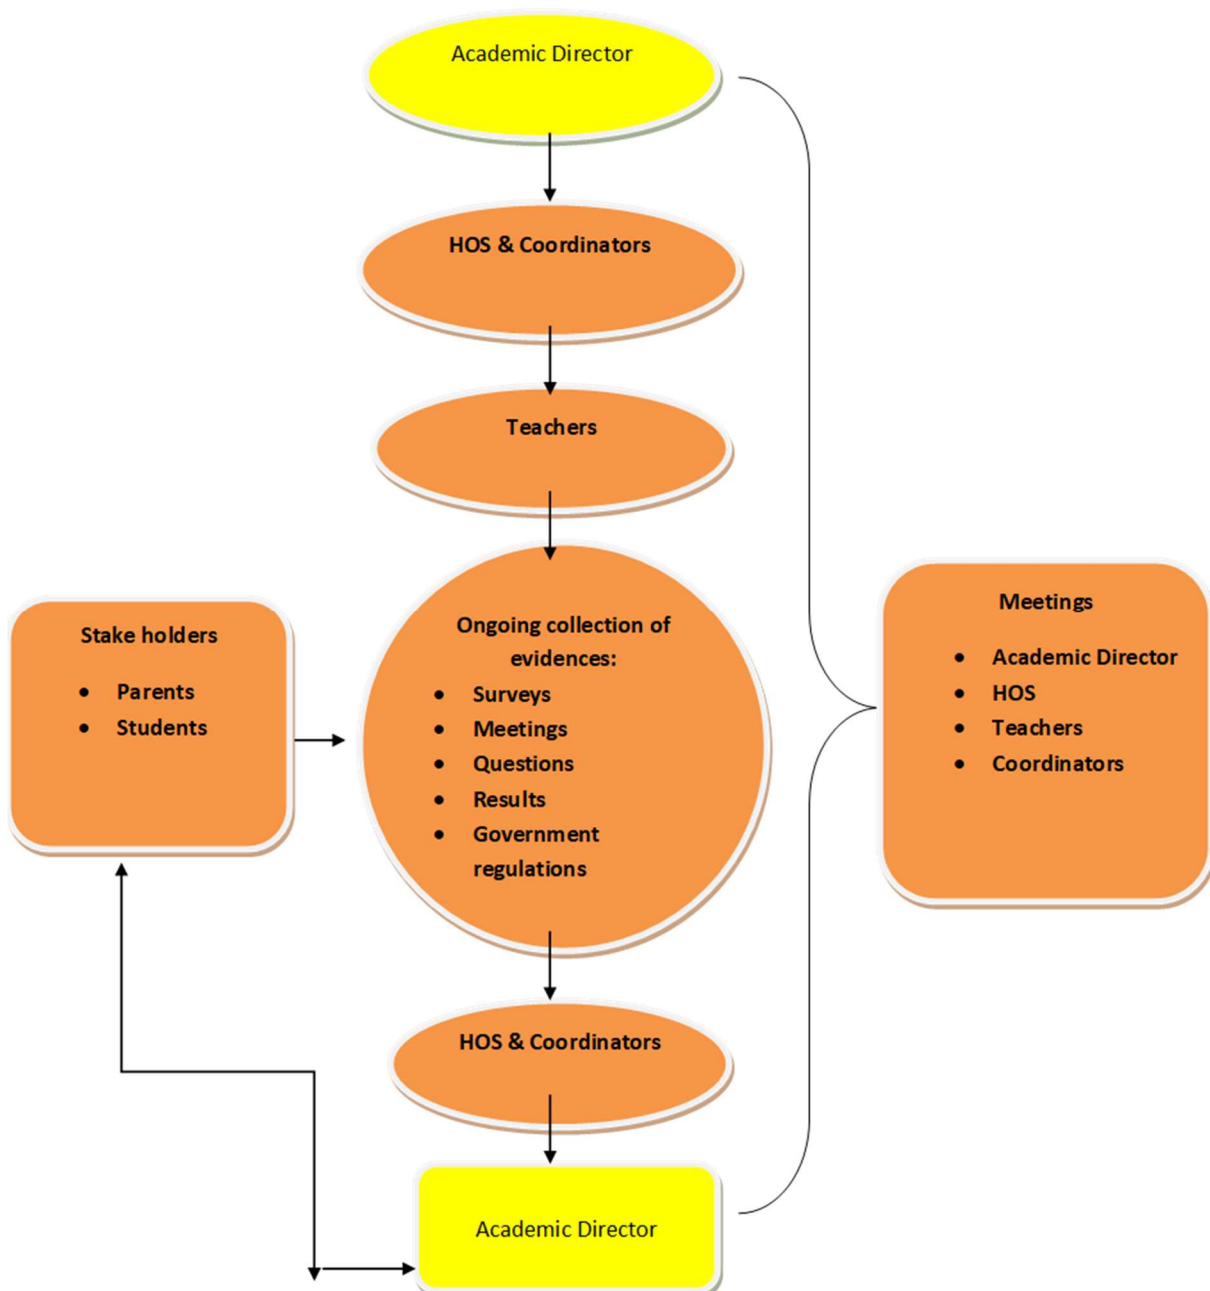 Academic Director
HOS & Coordinators
Teachers
Stake holders
• Parents
• Students
Ongoing collection of
evidences:
• Surveys
• Meetings
• Questions
• Results
• Government
regulations
Meetings
• Academic Director
• HOS
• Teachers
• Coordinators
HOS & Coordinators
Academic Director